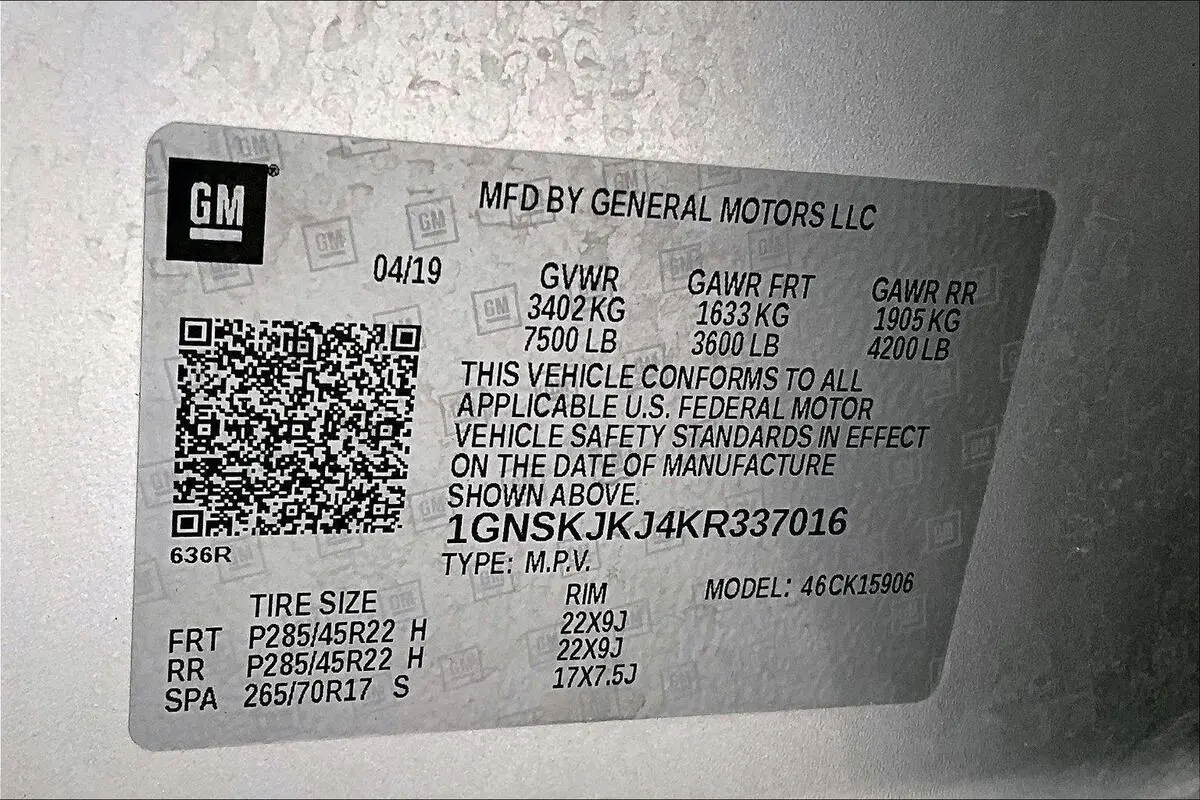 GM®
MFD BY GENERAL MOTORS LLC
04/19
GVWR GAWR FRT GAWR RR
3402 KG 1633 KG 1905 KG
7500 LB 3600 LB 4200 LB
THIS VEHICLE CONFORMS TO ALL
APPLICABLE U.S. FEDERAL MOTOR
VEHICLE SAFETY STANDARDS IN EFFECT
ON THE DATE OF MANUFACTURE
SHOWN ABOVE.
1GNSKJKJ4KR337016
636R
TYPE: M.P.V.
MODEL: 46CK15906
TIRE SIZE RIM
FRT P285/45R22 H 22X9J
RR P285/45R22 H 22X9J
SPA 265/70R17 S 17X7.5J